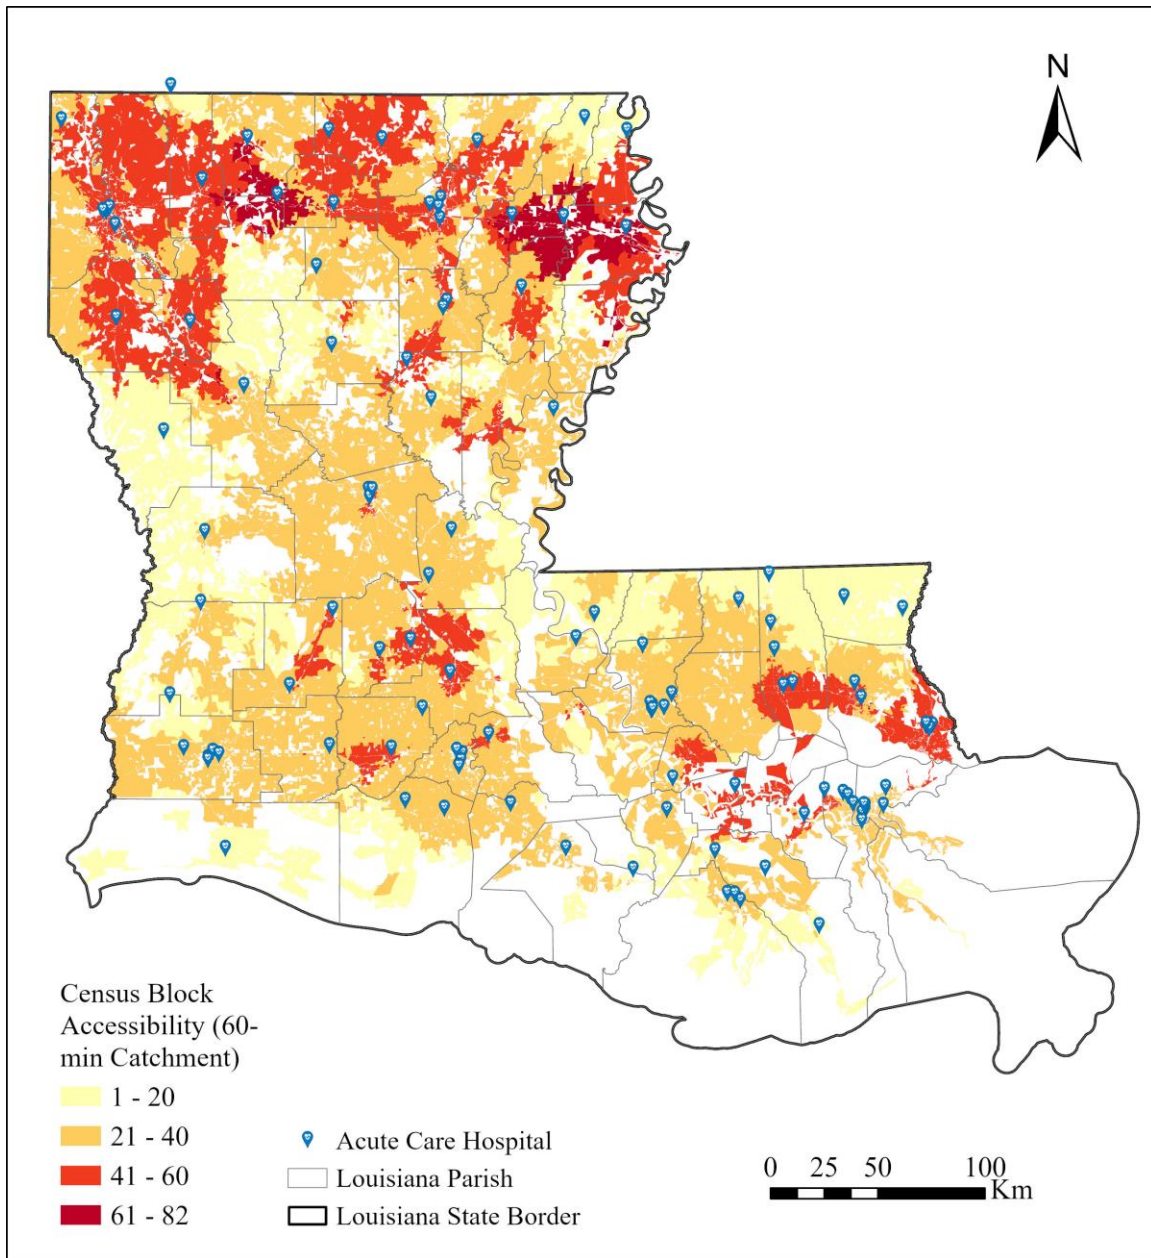 N
Census Block
Accessibility (60-
min Catchment)
1 - 20
21 - 40
41 - 60
61 - 82
Acute Care Hospital
Louisiana Parish
Louisiana State Border
0 25 50 100
Km